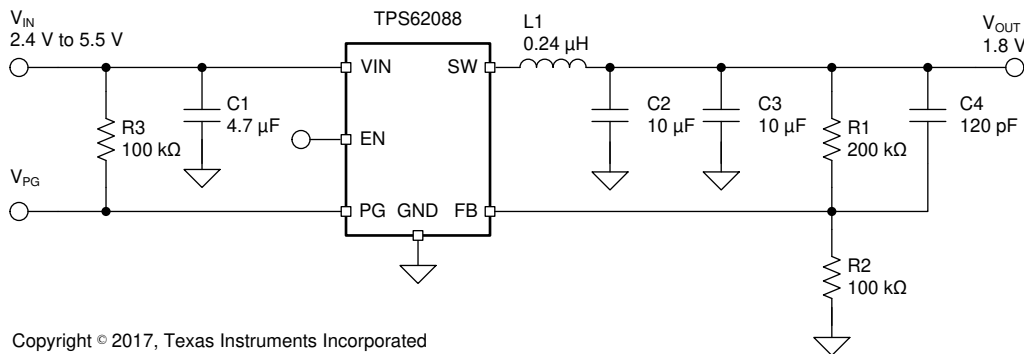 TPS62088
V_IN
2.4 V to 5.5 V
L1
0.24 µH
V_OUT
1.8 V
VIN
SW
C1
4.7 µF
R3
100 kΩ
EN
C2
10 µF
C3
10 µF
R1
200 kΩ
C4
120 pF
V_PG
PG
GND
FB
R2
100 kΩ
Copyright © 2017, Texas Instruments Incorporated